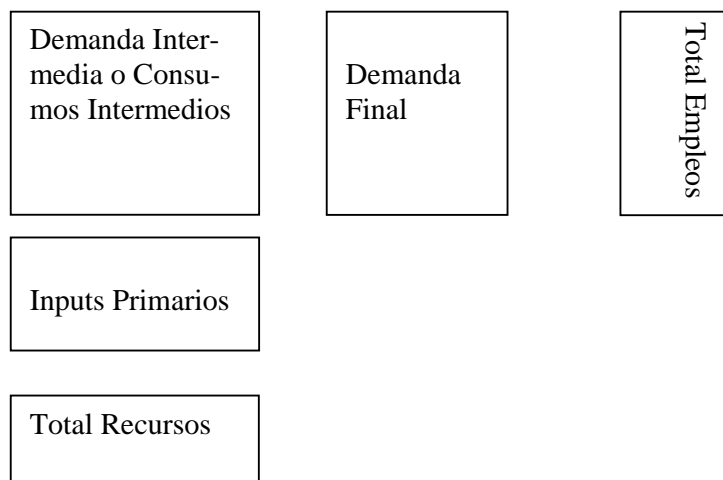 Demanda Inter-
media o Consu-
mos Intermedios
Demanda
Final
Total Empleos
Inputs Primarios
Total Recursos